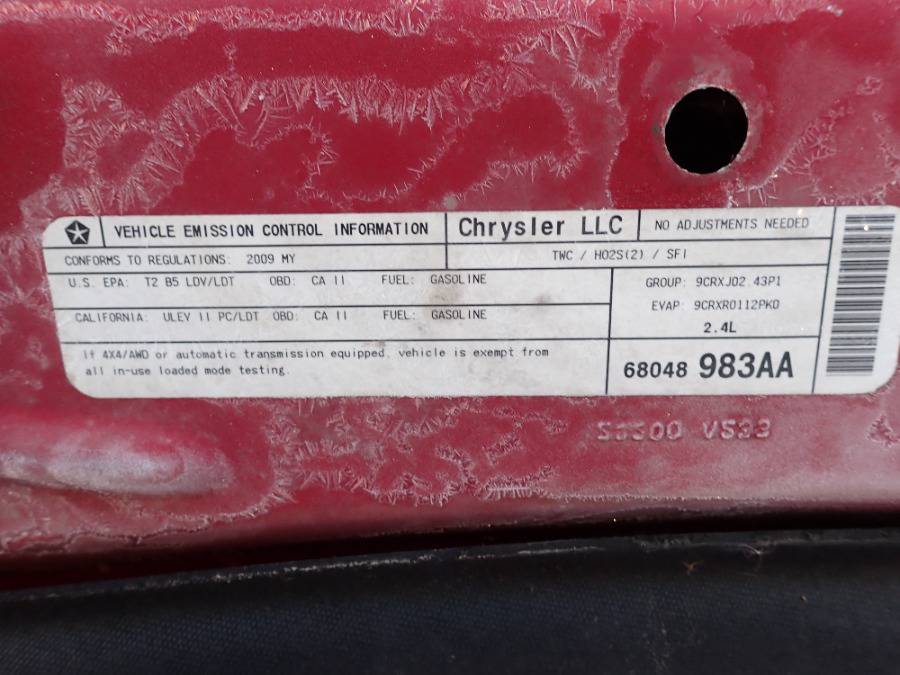 VEHICLE EMISSION CONTROL INFORMATION
Chrysler LLC
NO ADJUSTMENTS NEEDED
CONFORMS TO REGULATIONS: 2009 MY
TWC / HO2S(2) / SFI
U.S. EPA: T2 B5 LDV/LDT OBD: CA II FUEL: GASOLINE
GROUP: 9CRXJ02.43P1
EVAP: 9CRXR0112PK0
CALIFORNIA: ULEV II PC/LDT OBD: CA II FUEL: GASOLINE
2.4L
If 4X4/AWD or automatic transmission equipped, vehicle is exempt from
all in-use loaded mode testing.
68048 983AA